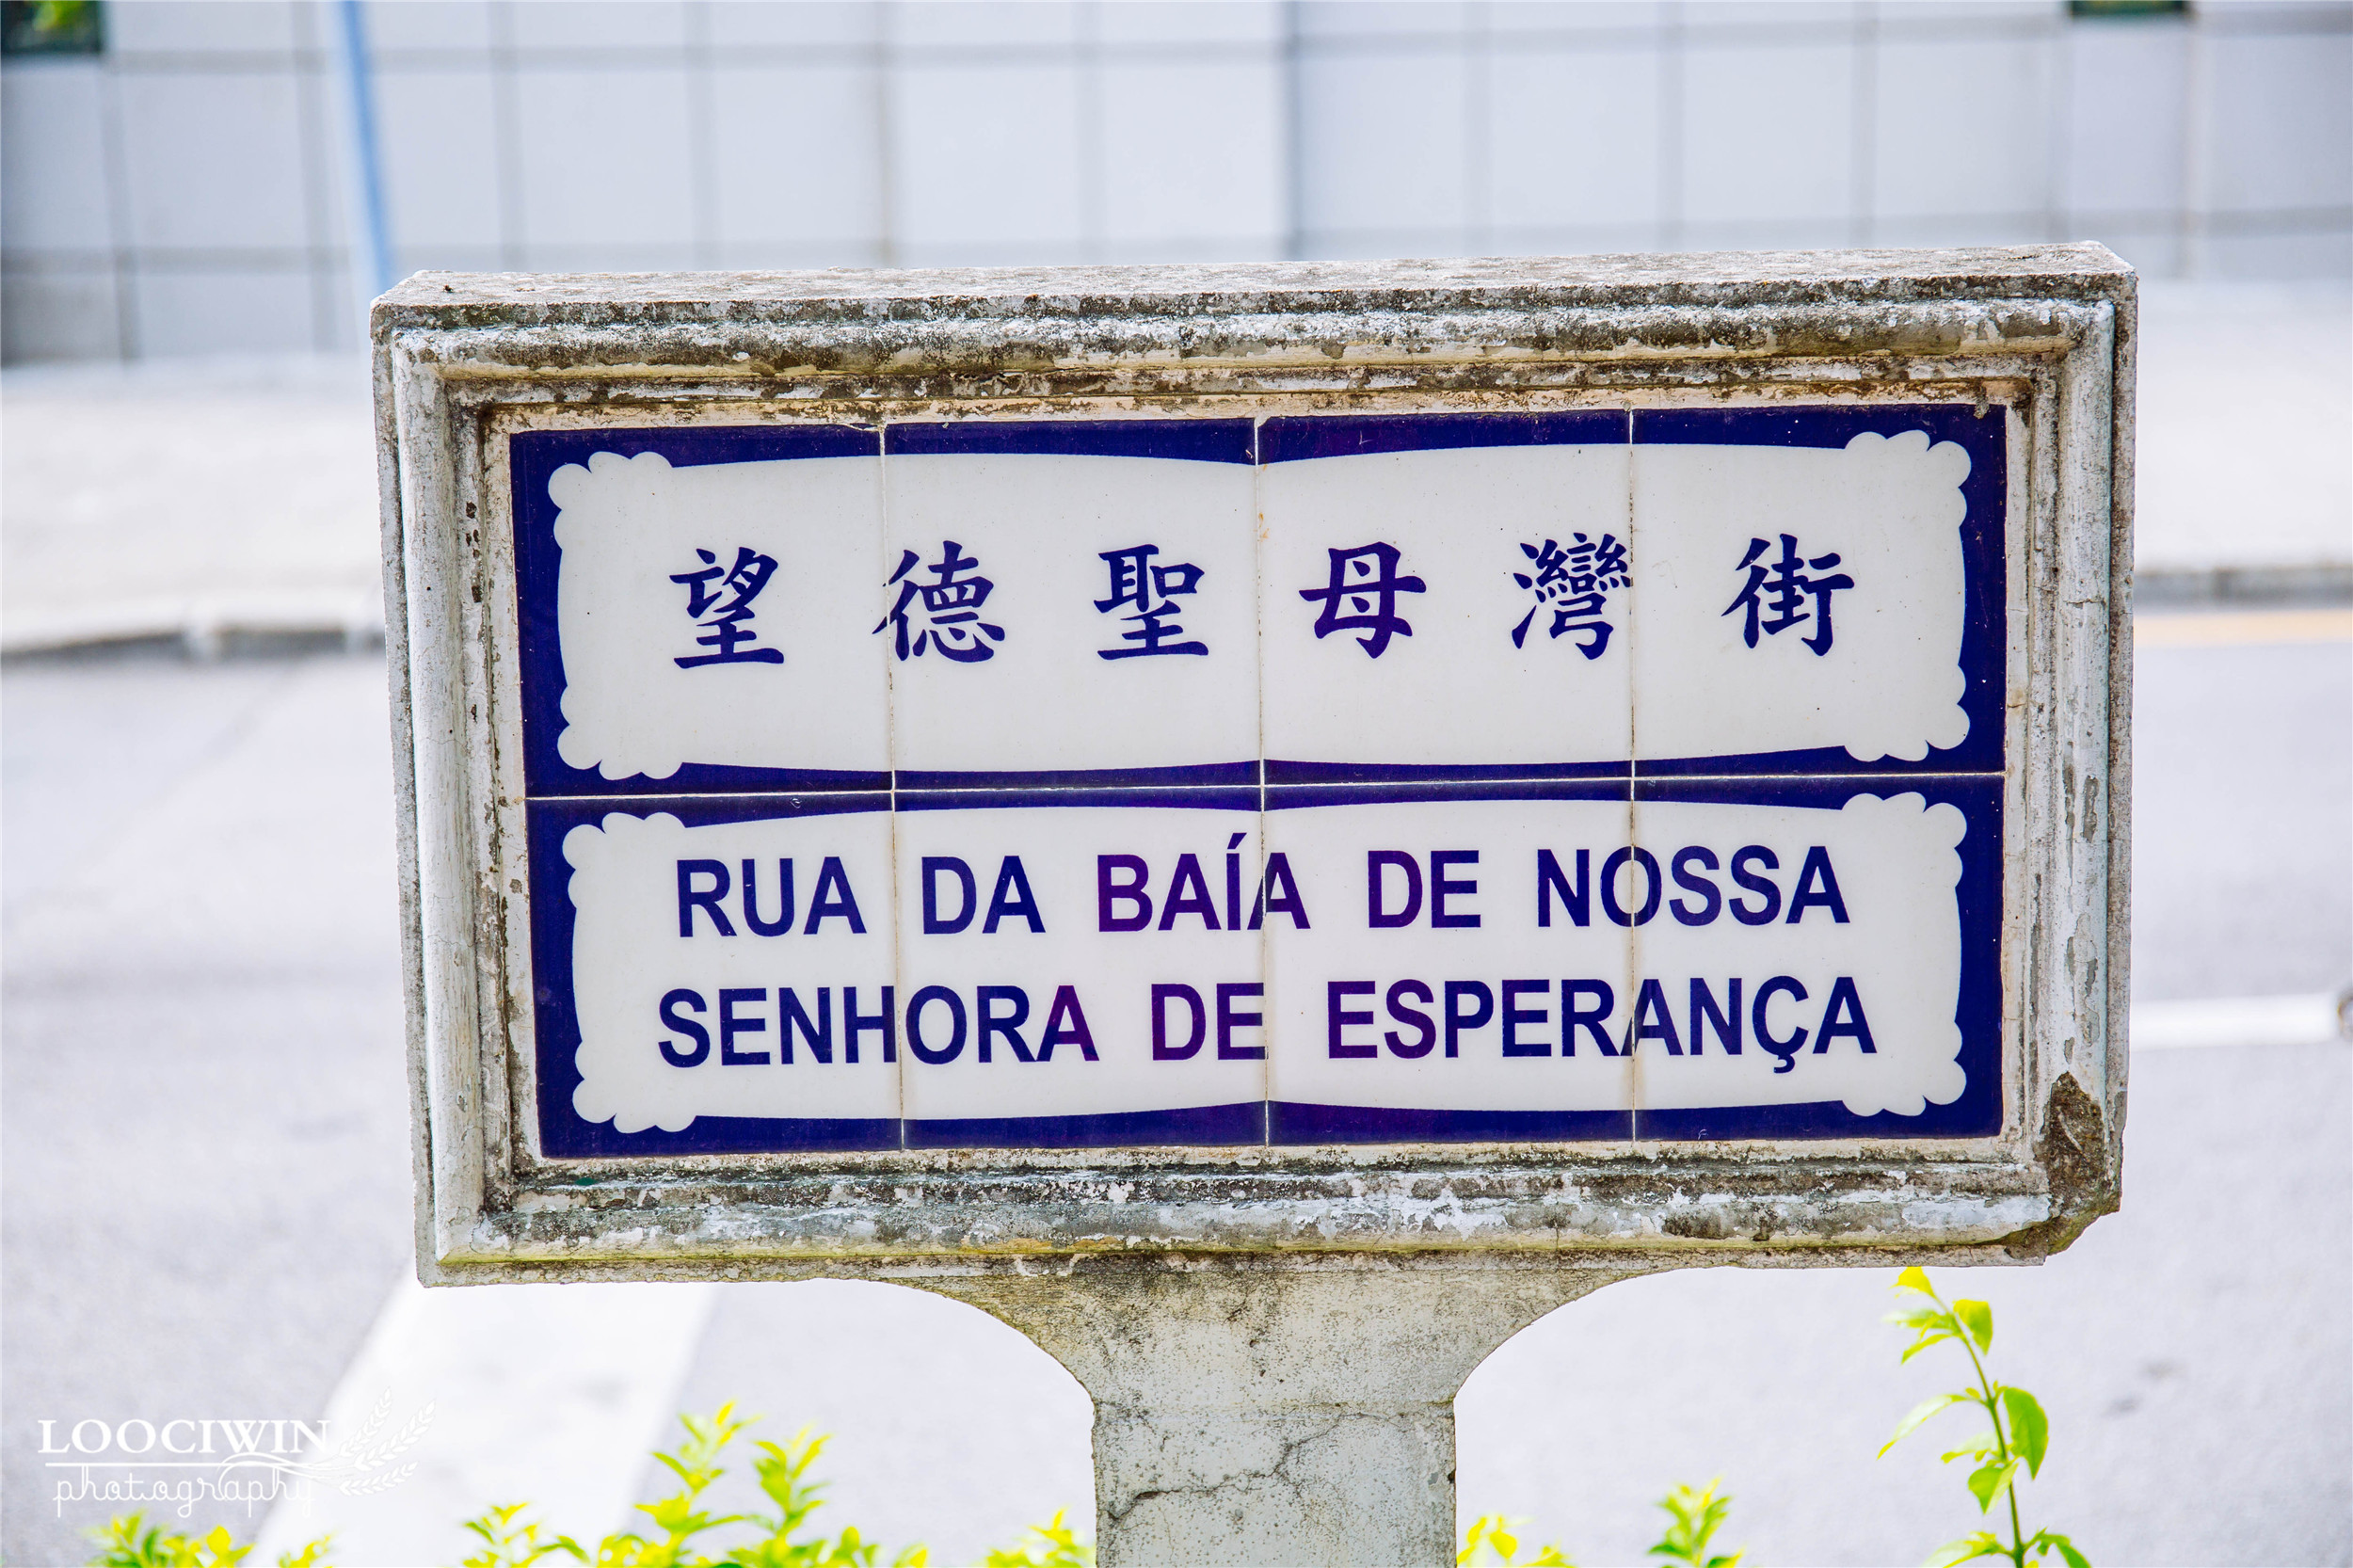 望德聖母灣街
RUA DA BAÍA DE NOSSA
SENHORA DE ESPERANÇA
LOOCIWIN
photography